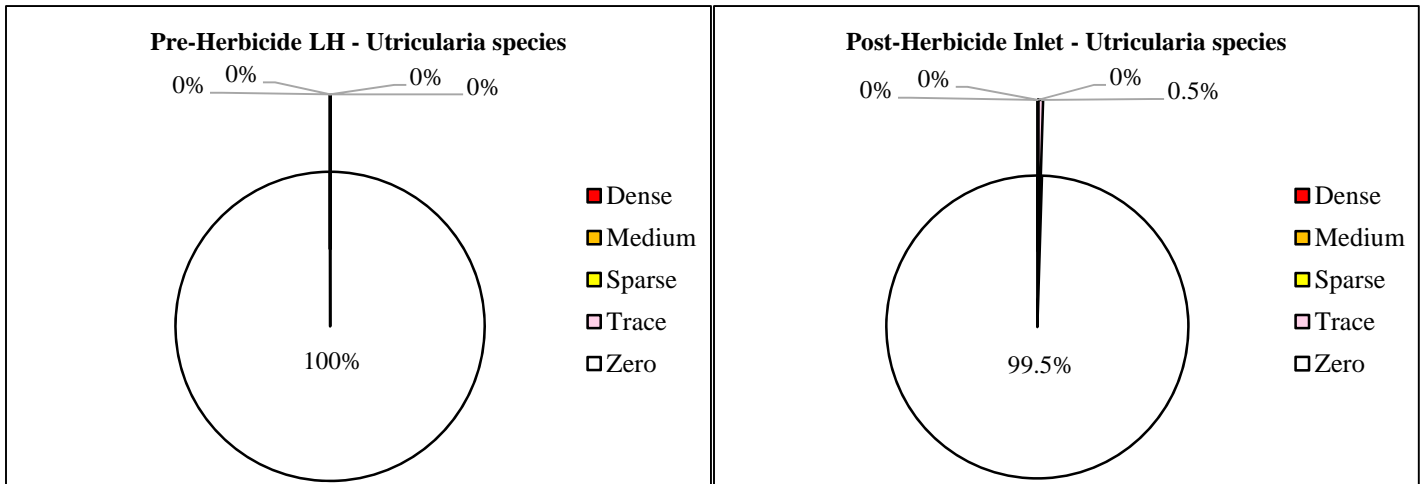 Pre-Herbicide LH - Utricularia species
0%
0%
0%
0%
100%
Dense
Medium
Sparse
Trace
Zero
Post-Herbicide Inlet - Utricularia species
0%
0%
0%
0.5%
99.5%
Dense
Medium
Sparse
Trace
Zero